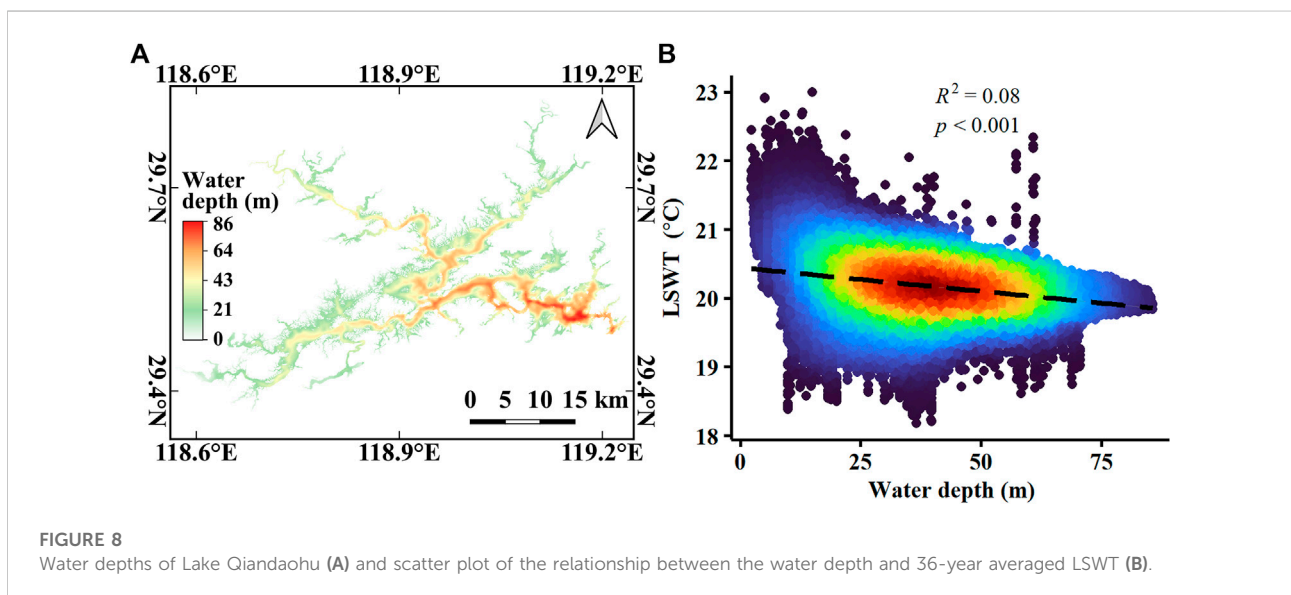 A
118.6°E 118.9°E 119.2°E
29.7°N
29.4°N
Water
depth (m)
86
64
43
21
0
29.7°N
29.4°N
0 5 10 15 km
118.6°E 118.9°E 119.2°E
B
R² = 0.08
p < 0.001
LSWT (°C)
23
22
21
20
19
18
0 25 50 75
Water depth (m)
FIGURE 8
Water depths of Lake Qiandaohu (A) and scatter plot of the relationship between the water depth and 36-year averaged LSWT (B).